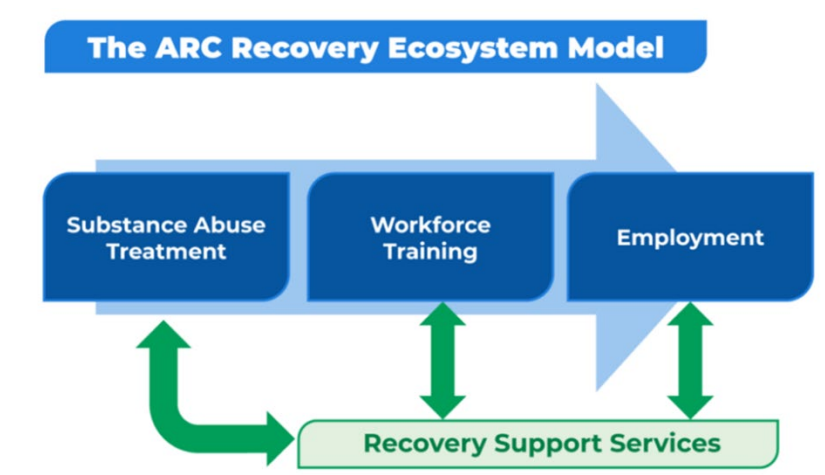 The ARC Recovery Ecosystem Model
Substance Abuse
Treatment
Workforce
Training
Employment
Recovery Support Services